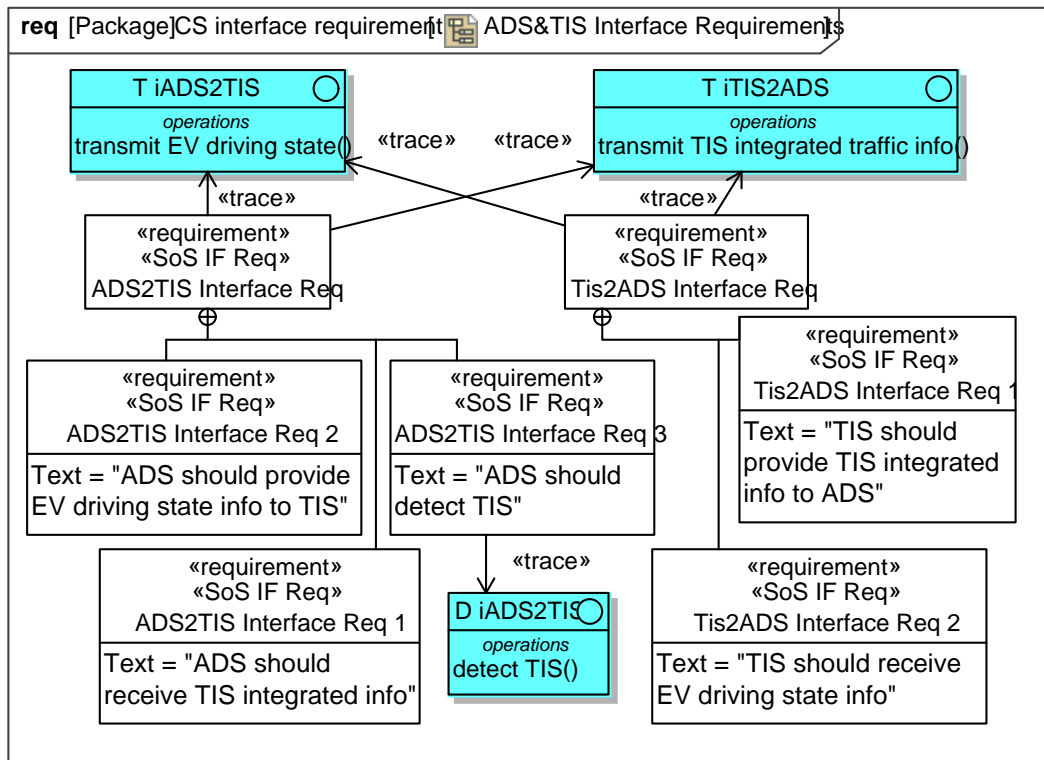 req [Package]CS interface requirement[ ADS&TIS Interface Requirements
T iADS2TIS
operations
transmit EV driving state()
T iTIS2ADS
operations
transmit TIS integrated traffic info()
«trace» «trace»
«trace»
«trace»
«requirement»
«SoS IF Req»
ADS2TIS Interface Req
«requirement»
«SoS IF Req»
Tis2ADS Interface Req
«requirement»
«SoS IF Req»
ADS2TIS Interface Req 2
Text = "ADS should provide
EV driving state info to TIS"
«requirement»
«SoS IF Req»
ADS2TIS Interface Req 3
Text = "ADS should
detect TIS"
«requirement»
«SoS IF Req»
Tis2ADS Interface Req 1
Text = "TIS should
provide TIS integrated
info to ADS"
«trace»
«requirement»
«SoS IF Req»
ADS2TIS Interface Req 1
Text = "ADS should
receive TIS integrated info"
D iADS2TIS
operations
detect TIS()
«requirement»
«SoS IF Req»
Tis2ADS Interface Req 2
Text = "TIS should receive
EV driving state info"